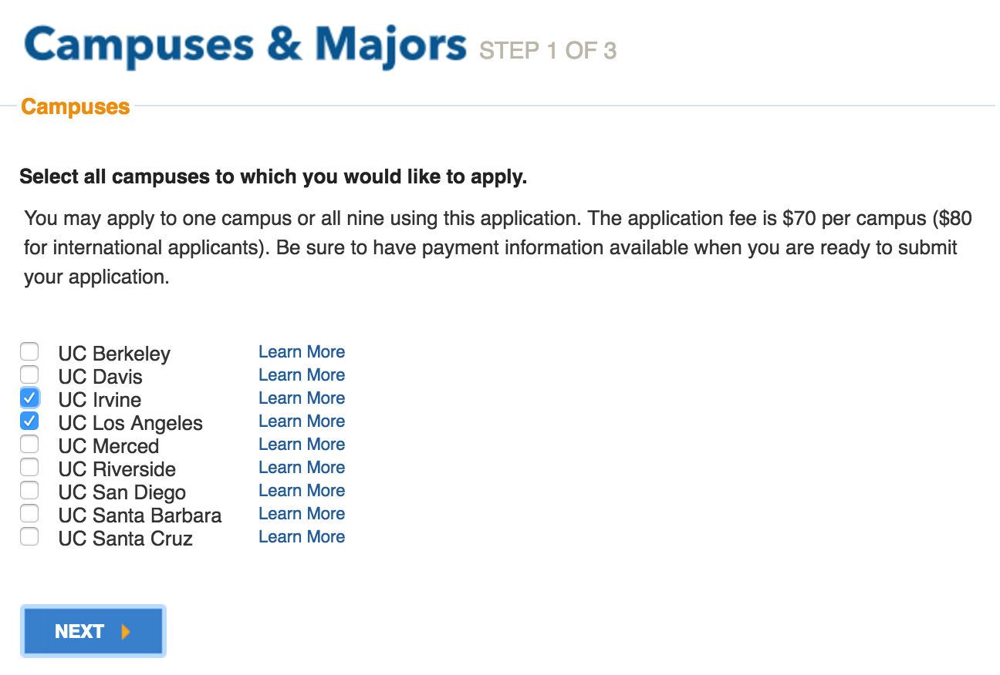 Campuses & Majors STEP 1 OF 3
Campuses
Select all campuses to which you would like to apply.
You may apply to one campus or all nine using this application. The application fee is $70 per campus ($80
for international applicants). Be sure to have payment information available when you are ready to submit
your application.
UC Berkeley Learn More
UC Davis Learn More
UC Irvine Learn More
UC Los Angeles Learn More
UC Merced Learn More
UC Riverside Learn More
UC San Diego Learn More
UC Santa Barbara Learn More
UC Santa Cruz Learn More
NEXT